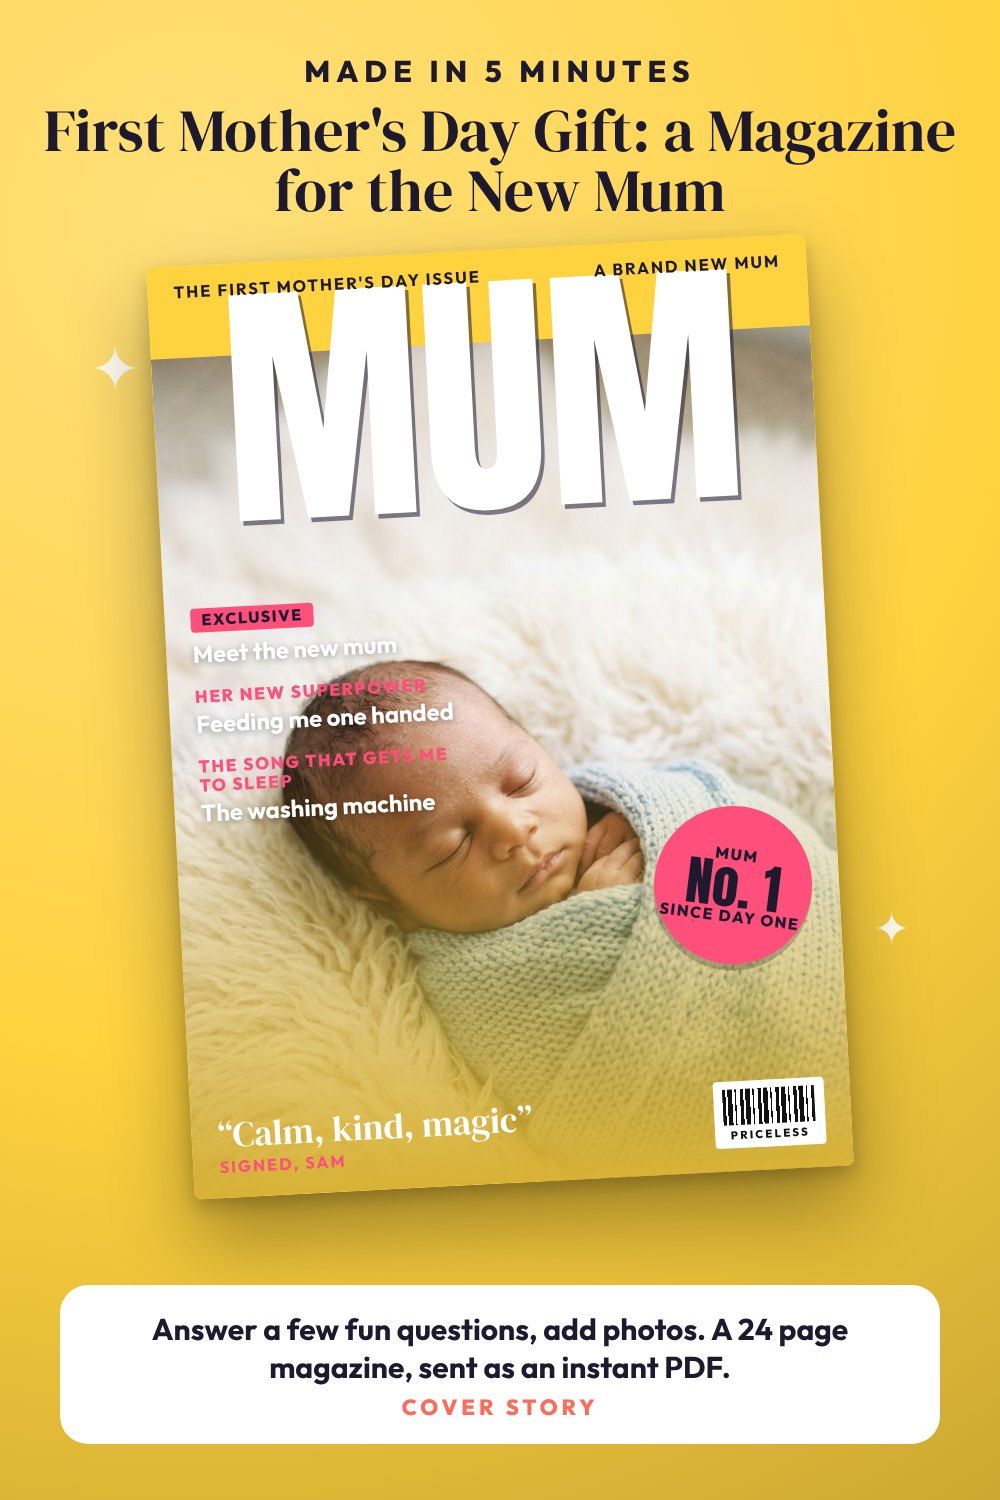 MADE IN 5 MINUTES
First Mother's Day Gift: a Magazine
for the New Mum
THE FIRST MOTHER'S DAY ISSUE
A BRAND NEW MUM
MUM
EXCLUSIVE
Meet the new mum
HER NEW SUPERPOWER
Feeding me one handed
THE SONG THAT GETS ME
TO SLEEP
The washing machine
MUM
No. 1
SINCE DAY ONE
“Calm, kind, magic”
SIGNED, SAM
PRICELESS
Answer a few fun questions, add photos. A 24 page
magazine, sent as an instant PDF.
COVER STORY